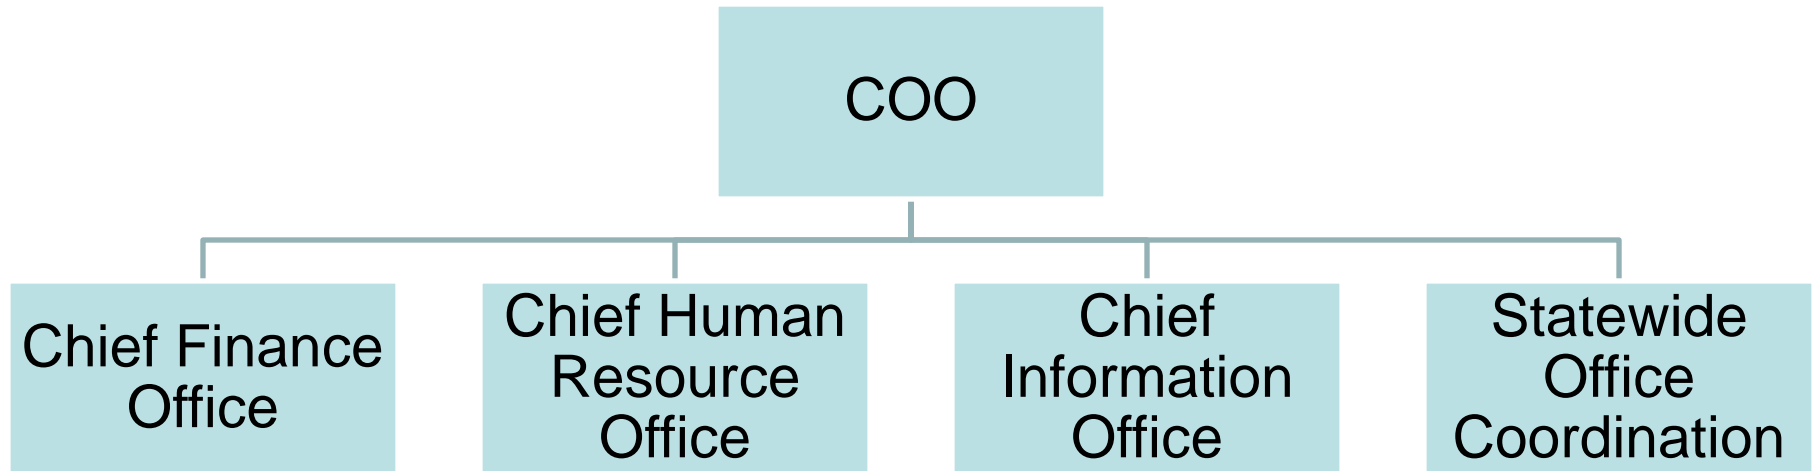 COO
Chief Finance
Office
Chief Human
Resource
Office
Chief
Information
Office
Statewide
Office
Coordination